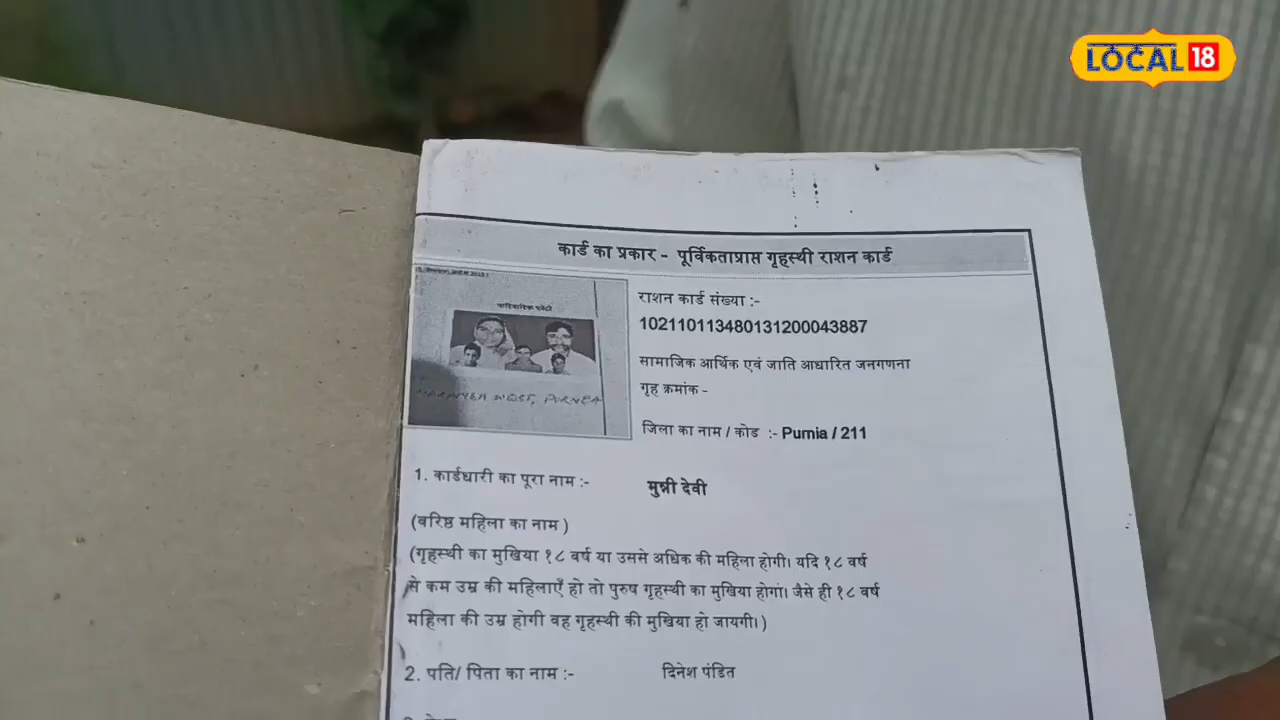 LOCAL 18
कार्ड का प्रकार - पूर्विकताप्राप्त गृहस्थी राशन कार्ड
पारिवारिक फोटो
राशन कार्ड संख्या :-
10211011348013120004​3887
सामाजिक आर्थिक एवं जाति आधारित जनगणना
गृह क्रमांक -
जिला का नाम / कोड :- Purnia / 211
1. कार्डधारी का पूरा नाम :- मुन्नी देवी
(वरिष्ठ महिला का नाम )
(गृहस्थी का मुखिया १८ वर्ष या उससे अधिक की महिला होगी। यदि १८ वर्ष
से कम उम्र की महिलाएँ हो तो पुरुष गृहस्थी का मुखिया होगां। जैसे ही १८ वर्ष
महिला की उम्र होगी वह गृहस्थी की मुखिया हो जायगी।)
2. पति/ पिता का नाम :- दिनेश पंडित